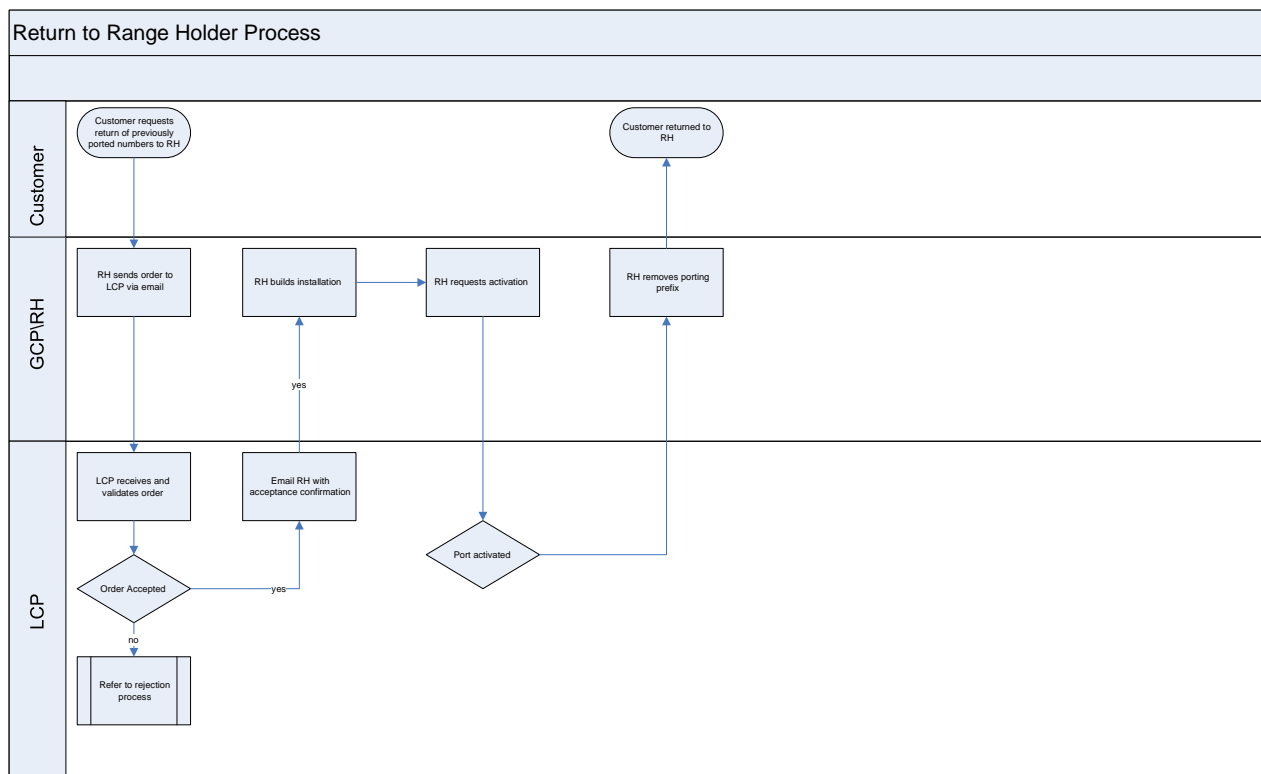 Return to Range Holder Process
Customer
Customer requests
return of previously
ported numbers to RH
Customer returned to
RH
GCP\RH
RH sends order to
LCP via email
RH builds installation
RH requests activation
RH removes porting
prefix
yes
LCP
LCP receives and
validates order
Email RH with
acceptance confirmation
Port activated
Order Accepted
yes
no
Refer to rejection
process